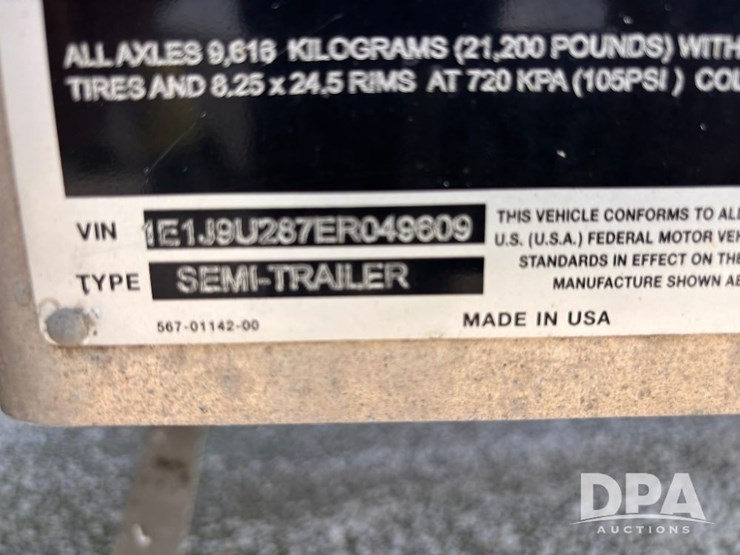 ALL AXLES 9,616 KILOGRAMS (21,200 POUNDS) WITH
TIRES AND 8.25 x 24.5 RIMS AT 720 KPA (105PSI) COL
VIN 1E1J9U287ER049609
TYPE SEMI-TRAILER
THIS VEHICLE CONFORMS TO ALL
U.S. (U.S.A.) FEDERAL MOTOR VEH
STANDARDS IN EFFECT ON THE
MANUFACTURE SHOWN AB
567-01142-00
MADE IN USA
DPA
AUCTIONS